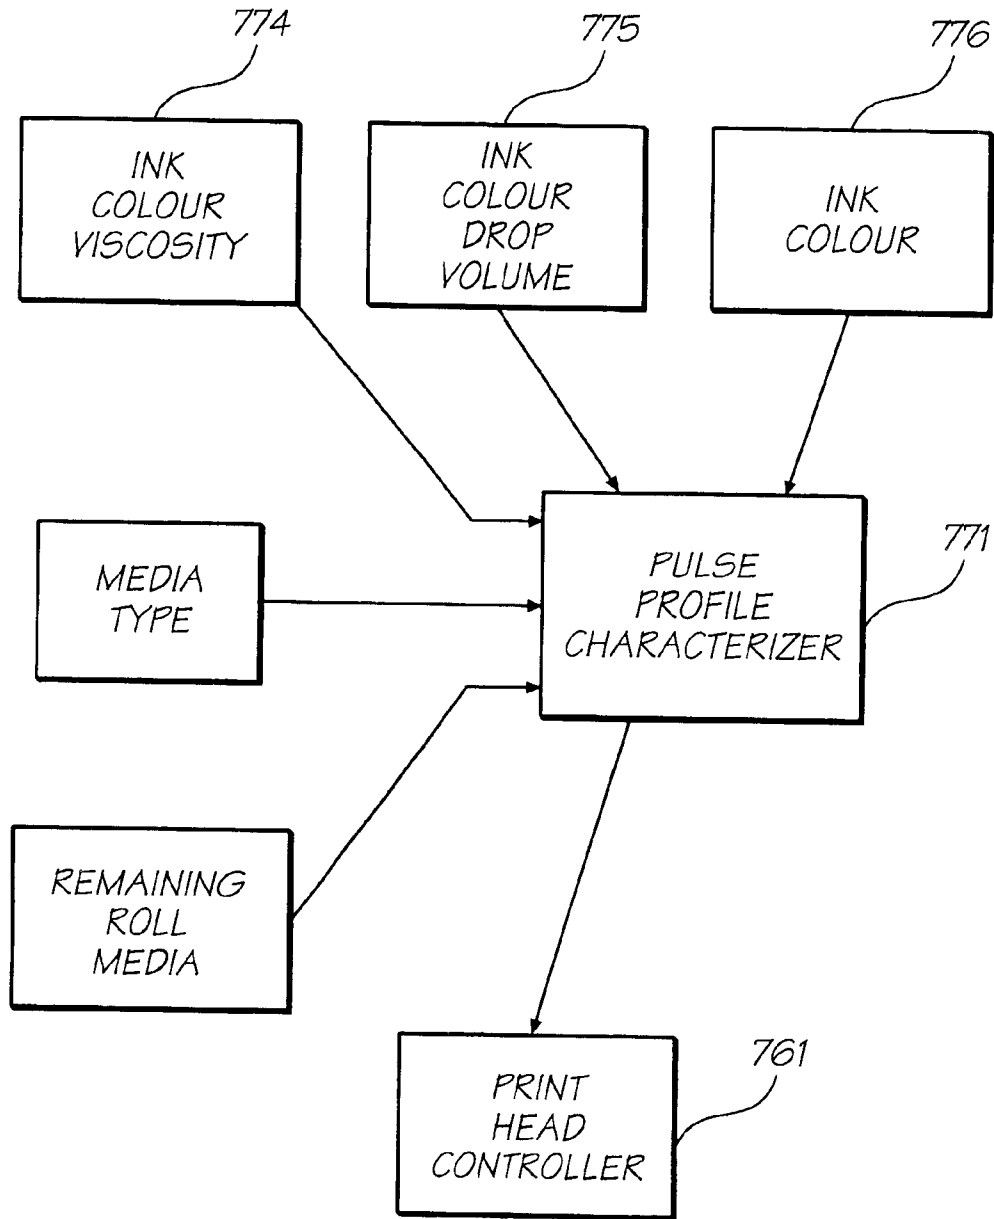 774
775
776
INK
COLOUR
VISCOSITY
INK
COLOUR
DROP
VOLUME
INK
COLOUR
MEDIA
TYPE
PULSE
PROFILE
CHARACTERIZER
771
REMAINING
ROLL
MEDIA
761
PRINT
HEAD
CONTROLLER